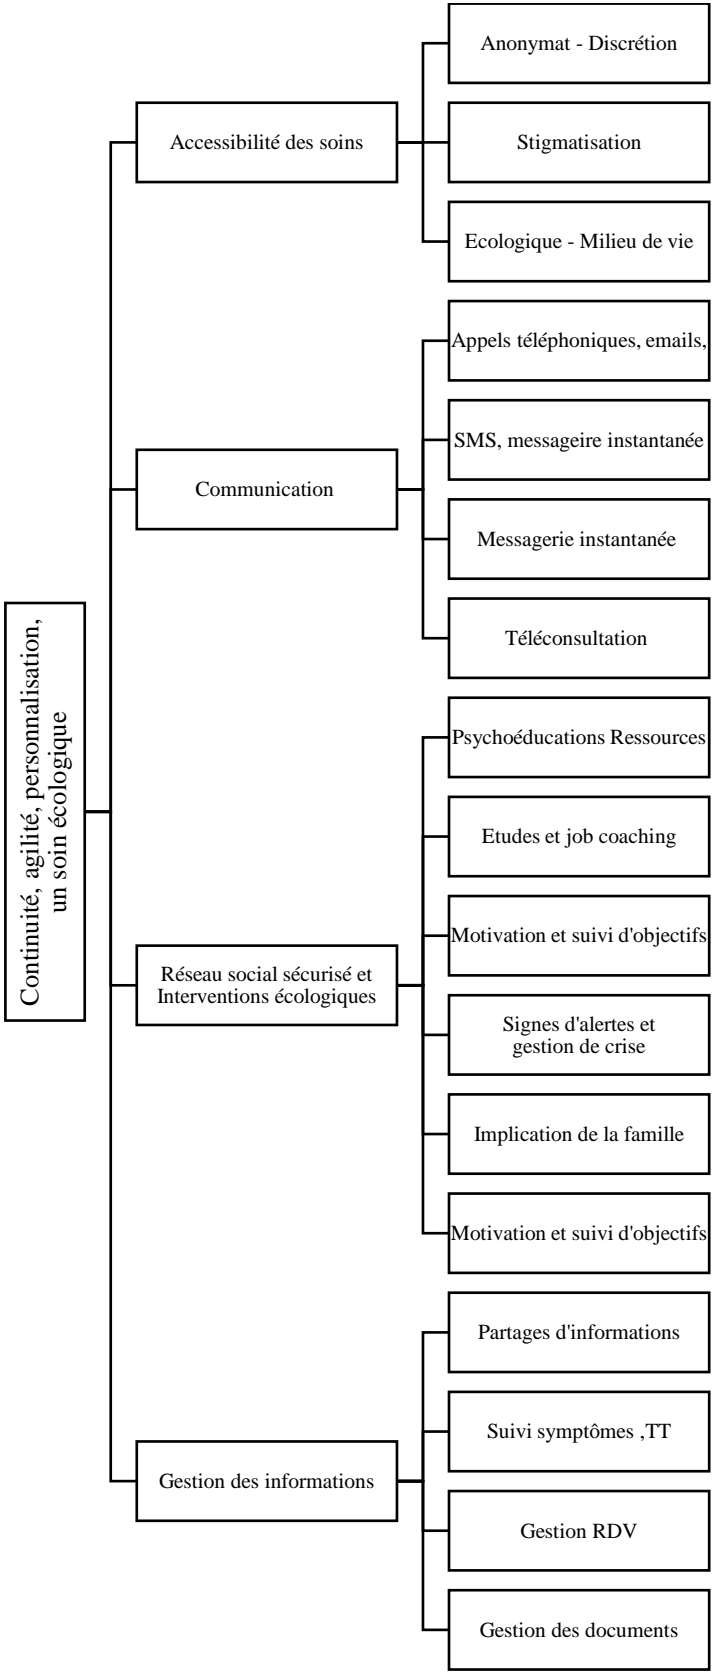 Continuité, agilité, personnalisation,
un soin écologique
Accessibilité des soins
Anonymat - Discrétion
Stigmatisation
Ecologique - Milieu de vie
Communication
Appels téléphoniques, emails,
SMS, messageire instantanée
Messagerie instantanée
Téléconsultation
Réseau social sécurisé et
Interventions écologiques
Psychoéducations Ressources
Etudes et job coaching
Motivation et suivi d'objectifs
Signes d'alertes et
gestion de crise
Implication de la famille
Motivation et suivi d'objectifs
Gestion des informations
Partages d'informations
Suivi symptômes ,TT
Gestion RDV
Gestion des documents